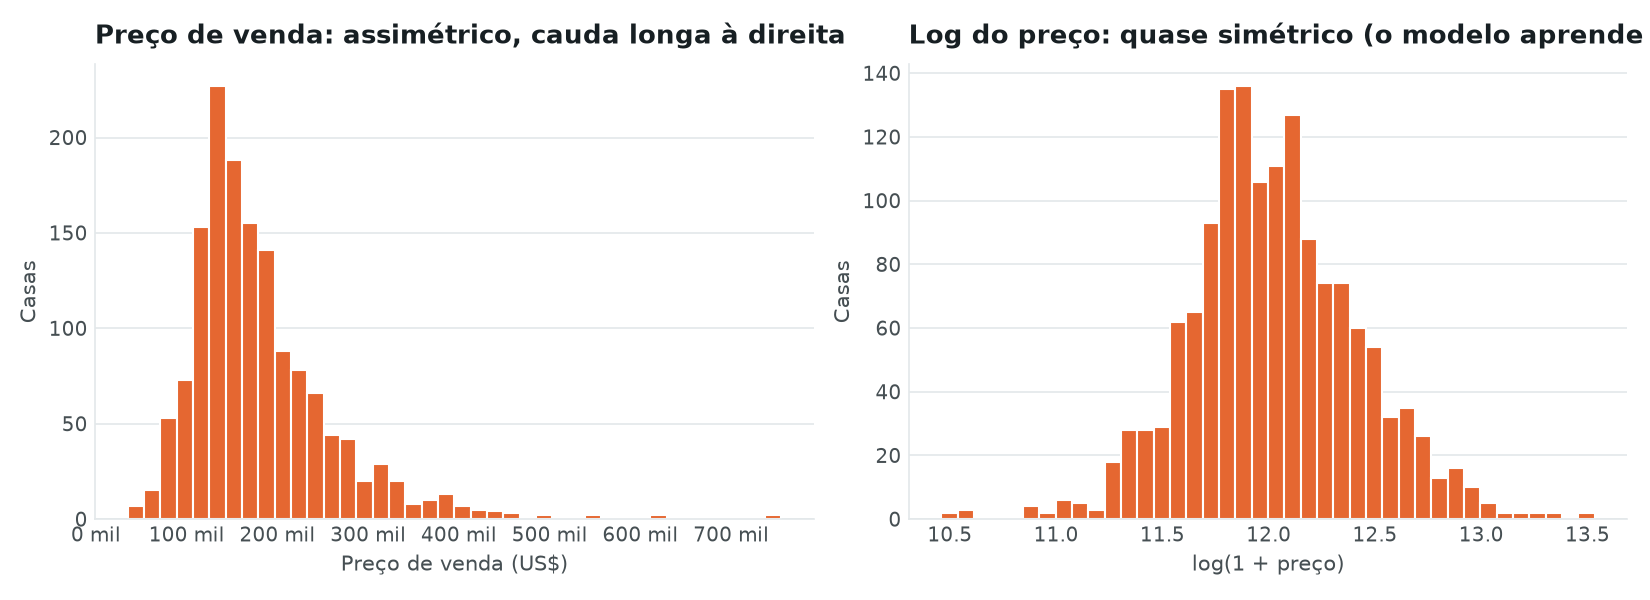 Preço de venda: assimétrico, cauda longa à direita
200
150
100
50
0
Casas
0 mil 100 mil 200 mil 300 mil 400 mil 500 mil 600 mil 700 mil
Preço de venda (US$)
Log do preço: quase simétrico (o modelo aprende
140
120
100
80
60
40
20
0
Casas
10.5 11.0 11.5 12.0 12.5 13.0 13.5
log(1 + preço)